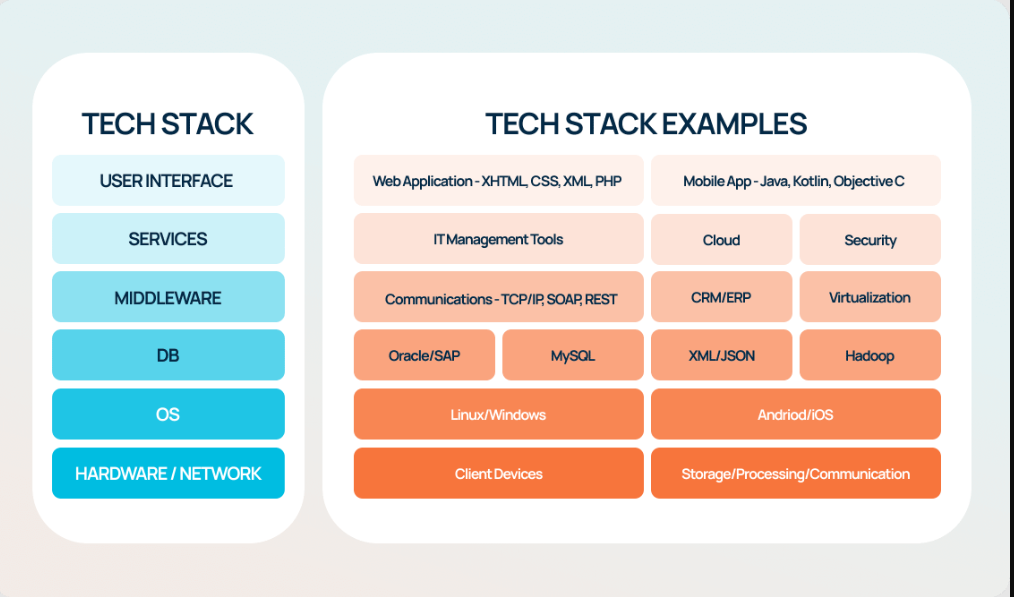 TECH STACK
USER INTERFACE
SERVICES
MIDDLEWARE
DB
OS
HARDWARE / NETWORK
TECH STACK EXAMPLES
Web Application - XHTML, CSS, XML, PHP
Mobile App - Java, Kotlin, Objective C
IT Management Tools
Cloud
Security
Communications - TCP/IP, SOAP, REST
CRM/ERP
Virtualization
Oracle/SAP
MySQL
XML/JSON
Hadoop
Linux/Windows
Andriod/iOS
Client Devices
Storage/Processing/Communication